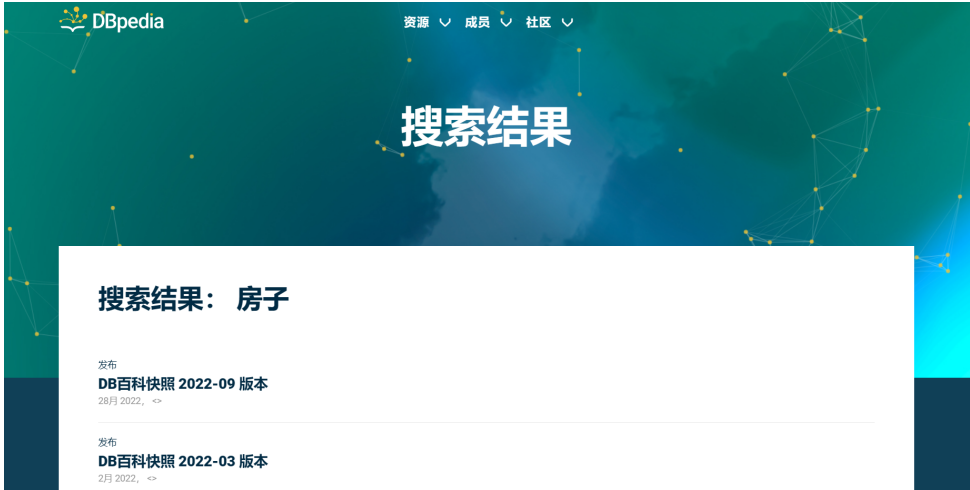 DBpedia
资源 成员 社区
搜索结果
搜索结果： 房子
发布
DB百科快照 2022-09 版本
28月 2022， <>
发布
DB百科快照 2022-03 版本
2月 2022， <>